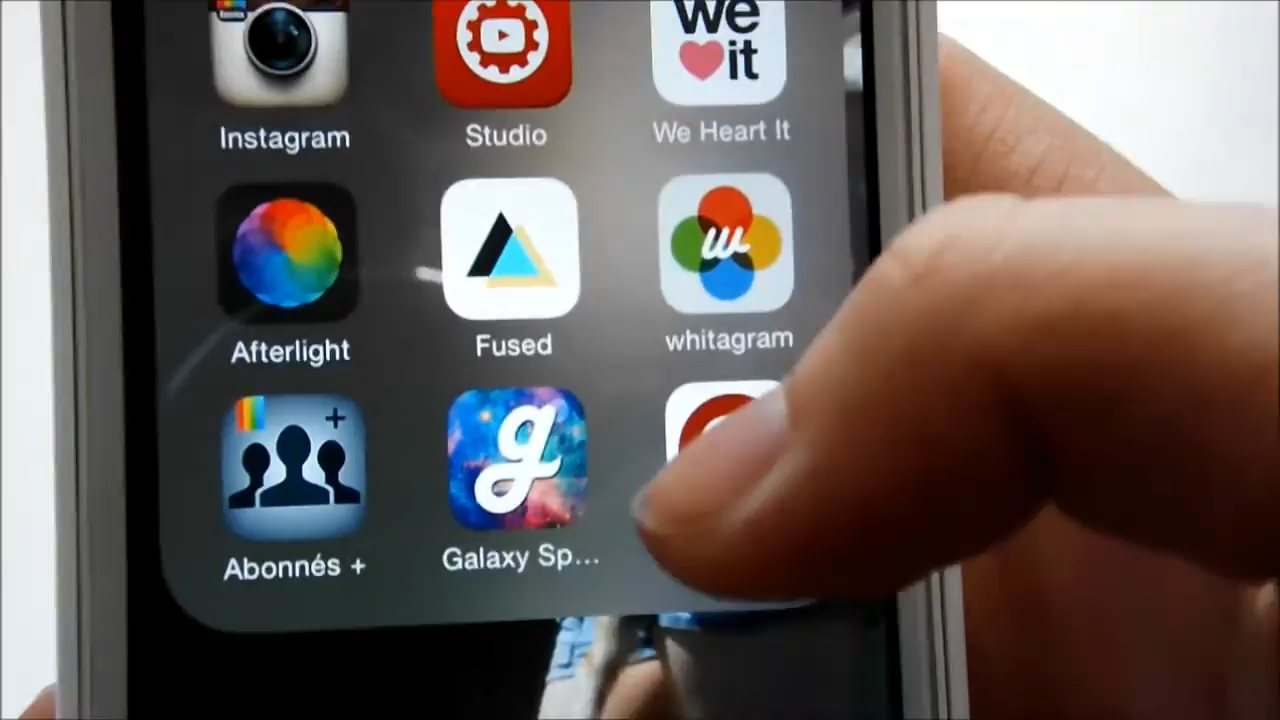 we
it
Instagram
Studio
We Heart It
w
Afterlight
Fused
whitagram
+
g
Abonnés +
Galaxy Sp...